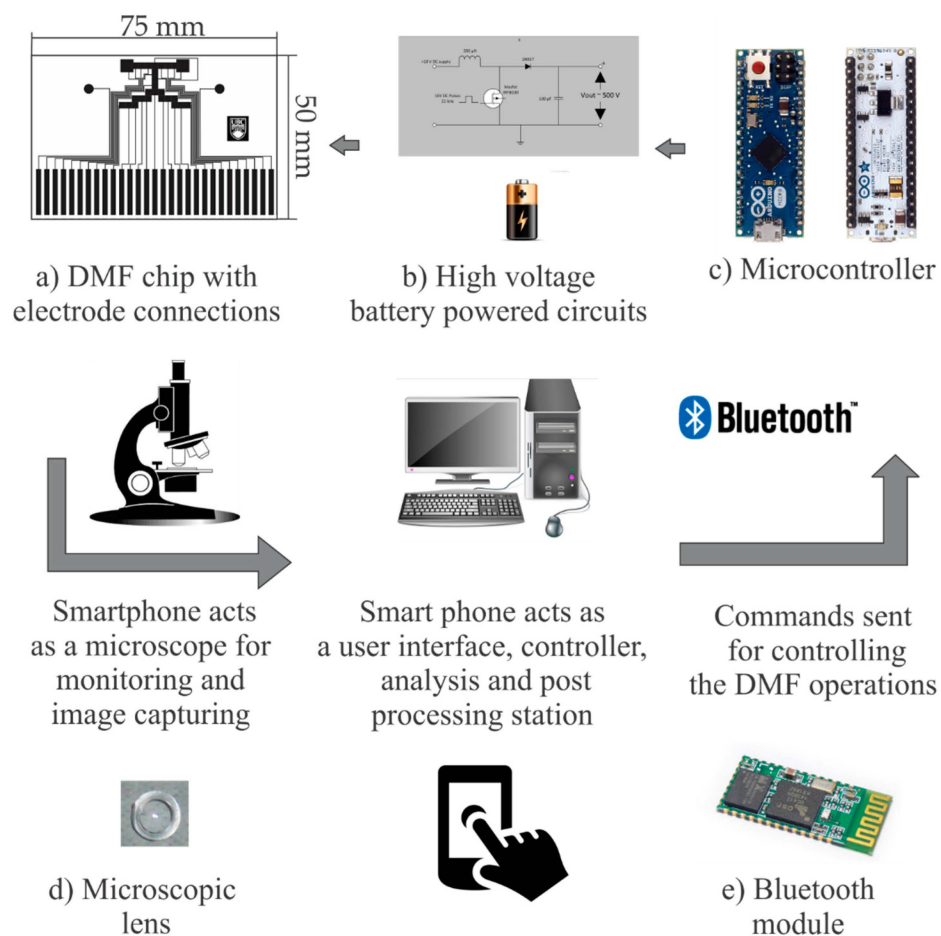 75 mm
50 mm
Vout ~ 500 V
a) DMF chip with
electrode connections
b) High voltage
battery powered circuits
c) Microcontroller
Bluetooth™
Smartphone acts
as a microscope for
monitoring and
image capturing
Smart phone acts as
a user interface, controller,
analysis and post
processing station
Commands sent
for controlling
the DMF operations
d) Microscopic
lens
e) Bluetooth
module